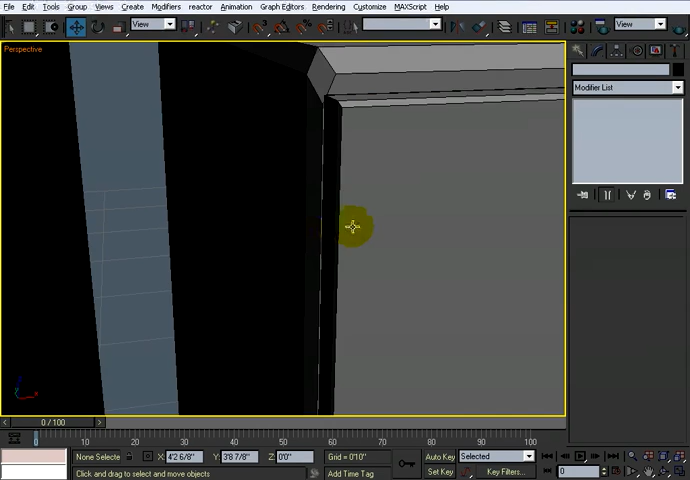 File Edit Tools Group Views Create Modifiers reactor Animation Graph Editors Rendering Customize MAXScript Help
View View
Perspective
Modifier List
0 / 100
0 10 20 30 40 50 60 70 80 90 100
None Selecte X: 4'2 6/8" Y: 3'8 7/8" Z: 0'0" Grid = 0'10" Auto Key Selected
Click and drag to select and move objects Add Time Tag Set Key Key Filters... 0